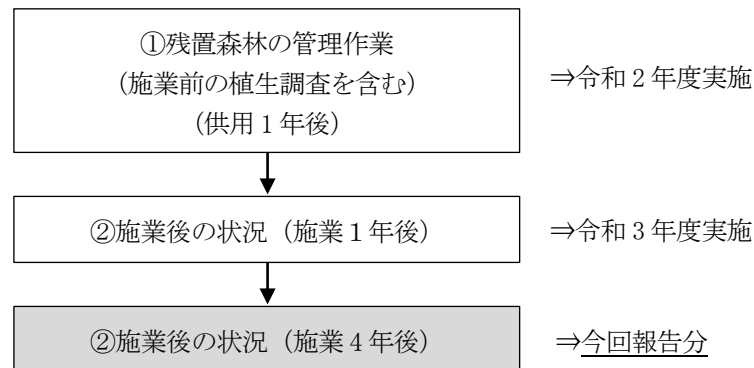 ①残置森林の管理作業
(施業前の植生調査を含む)
(供用1年後)
⇒令和2年度実施
②施業後の状況(施業1年後)
⇒令和3年度実施
②施業後の状況(施業4年後)
⇒今回報告分